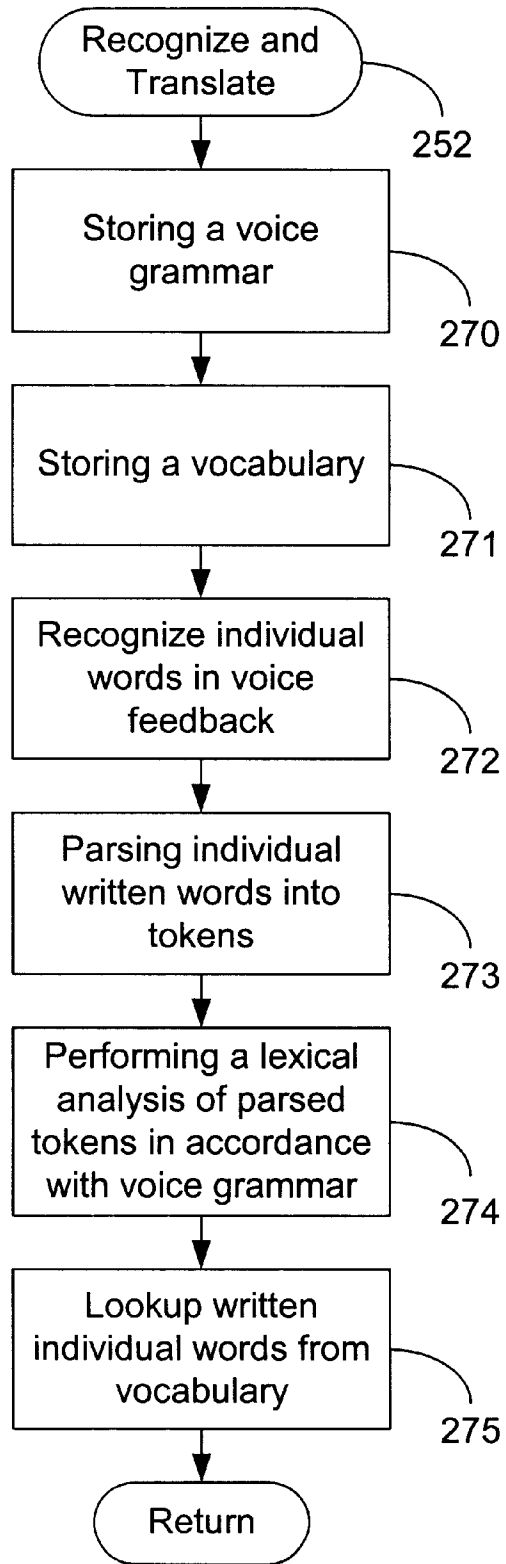 Recognize and
Translate
252
Storing a voice
grammar
270
Storing a vocabulary
271
Recognize individual
words in voice
feedback
272
Parsing individual
written words into
tokens
273
Performing a lexical
analysis of parsed
tokens in accordance
with voice grammar
274
Lookup written
individual words from
vocabulary
275
Return